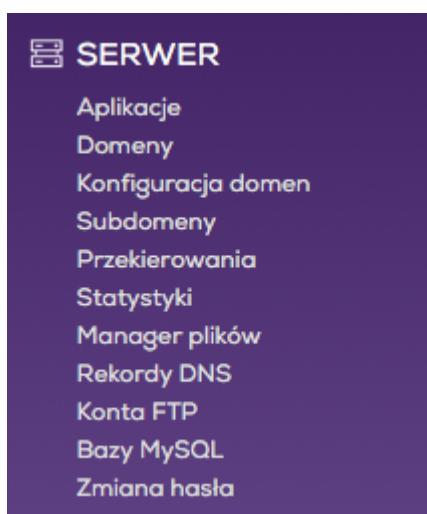 SERWER
Aplikacje
Domeny
Konfiguracja domen
Subdomeny
Przekierowania
Statystyki
Manager plików
Rekordy DNS
Konta FTP
Bazy MySQL
Zmiana hasła